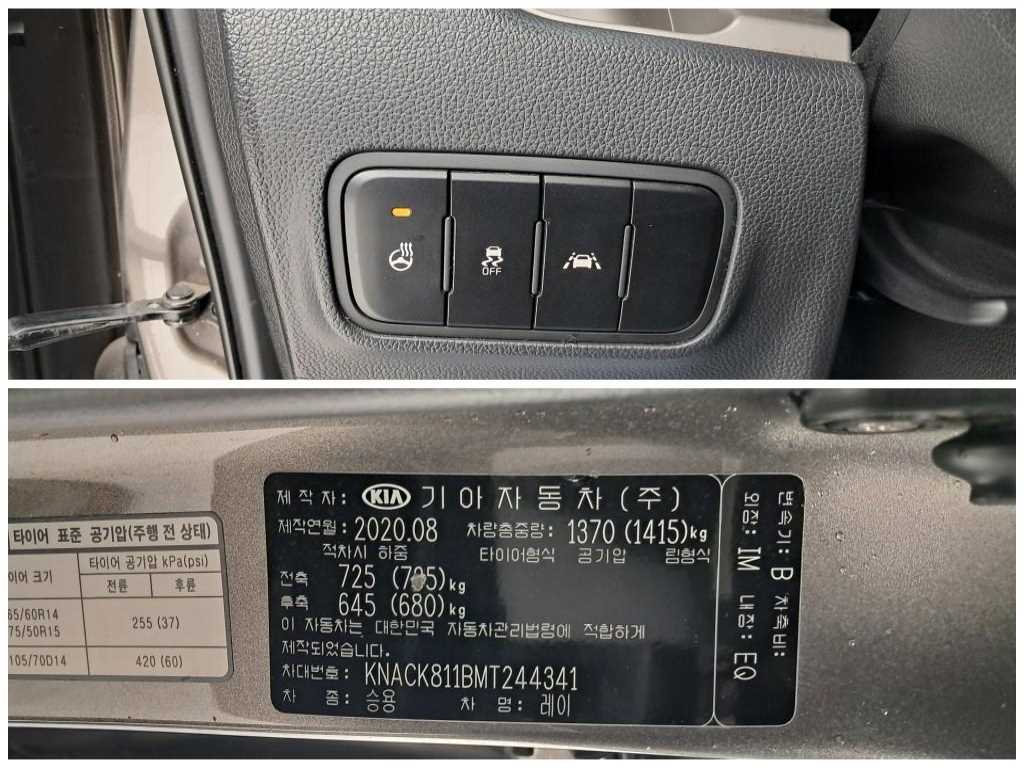 OFF
타이어 표준 공기압(주행 전 상태)
이어 크기
타이어 공기압 kPa(psi)
전륜 후륜
65/60R14
75/50R15
255 (37)
105/70D14
420 (60)
제 작 자: KIA 기아자동차(주)
제작연월: 2020.08 차량총중량: 1370 (1415)kg
적차시 하중 타이어형식 공기압 림형식
전축 725 kg
후축 645 (680)kg
이 자동차는 대한민국 자동차관리법령에 적합하게
제작되었습니다.
차대번호: KNACK811BMT244341
차 종: 승용 차 명: 레이
변속기: B 차축비:
외장: IM 내장: EQ